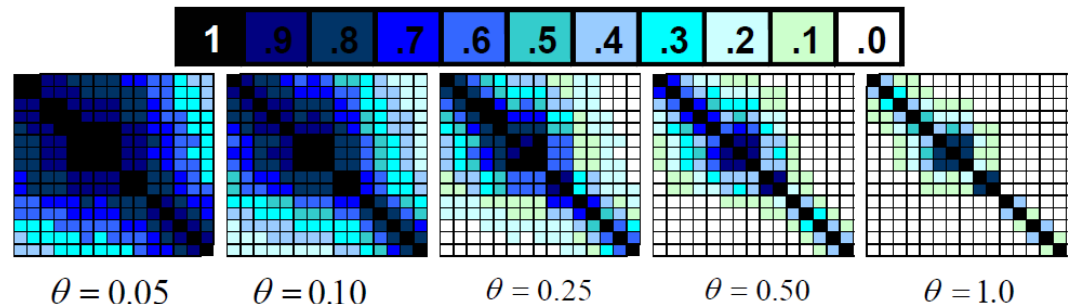 1 .9 .8 .7 .6 .5 .4 .3 .2 .1 .0
θ = 0.05 θ = 0.10 θ = 0.25 θ = 0.50 θ = 1.0